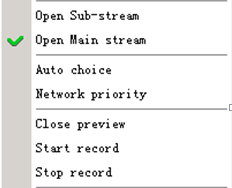 Open Sub-stream
Open Main stream
Auto choice
Network priority
Close preview
Start record
Stop record